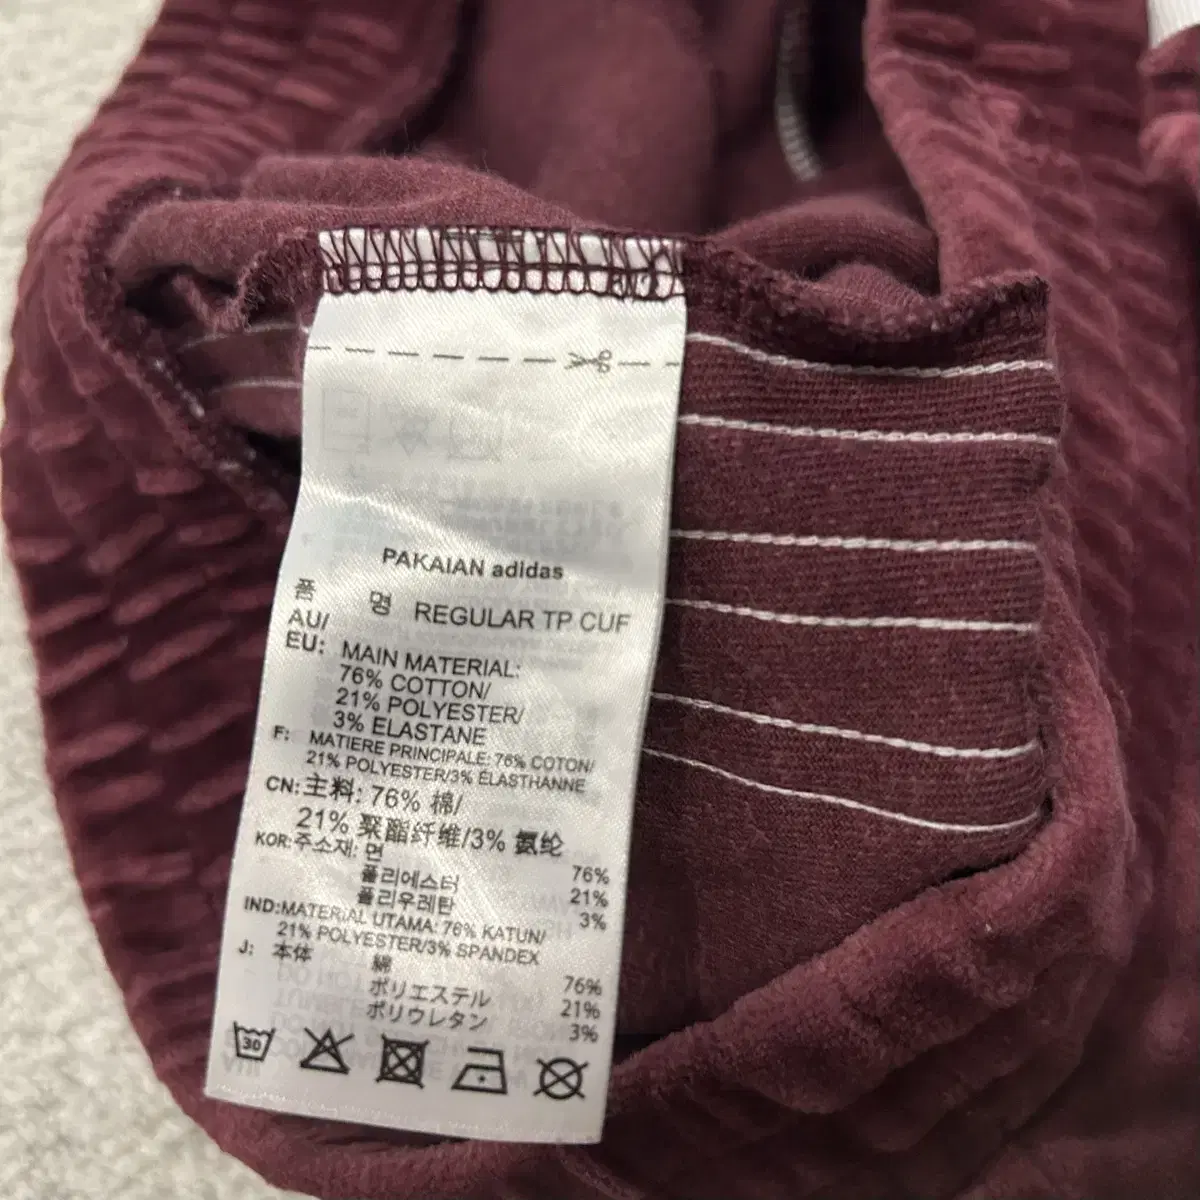 PAKAIAN adidas
품 명 REGULAR TP CUF
AU/
EU: MAIN MATERIAL:
76% COTTON/
21% POLYESTER/
3% ELASTANE
F: MATIERE PRINCIPALE: 76% COTON/
21% POLYESTER/3% ÉLASTHANNE
CN: 主料: 76% 棉/
21% 聚酯纤维/3% 氨纶
KOR: 주소재: 면 76%
폴리에스터 21%
폴리우레탄 3%
IND: MATERIAL UTAMA: 76% KATUN/
21% POLYESTER/3% SPANDEX
J: 本体 綿 76%
ポリエステル 21%
ポリウレタン 3%
30